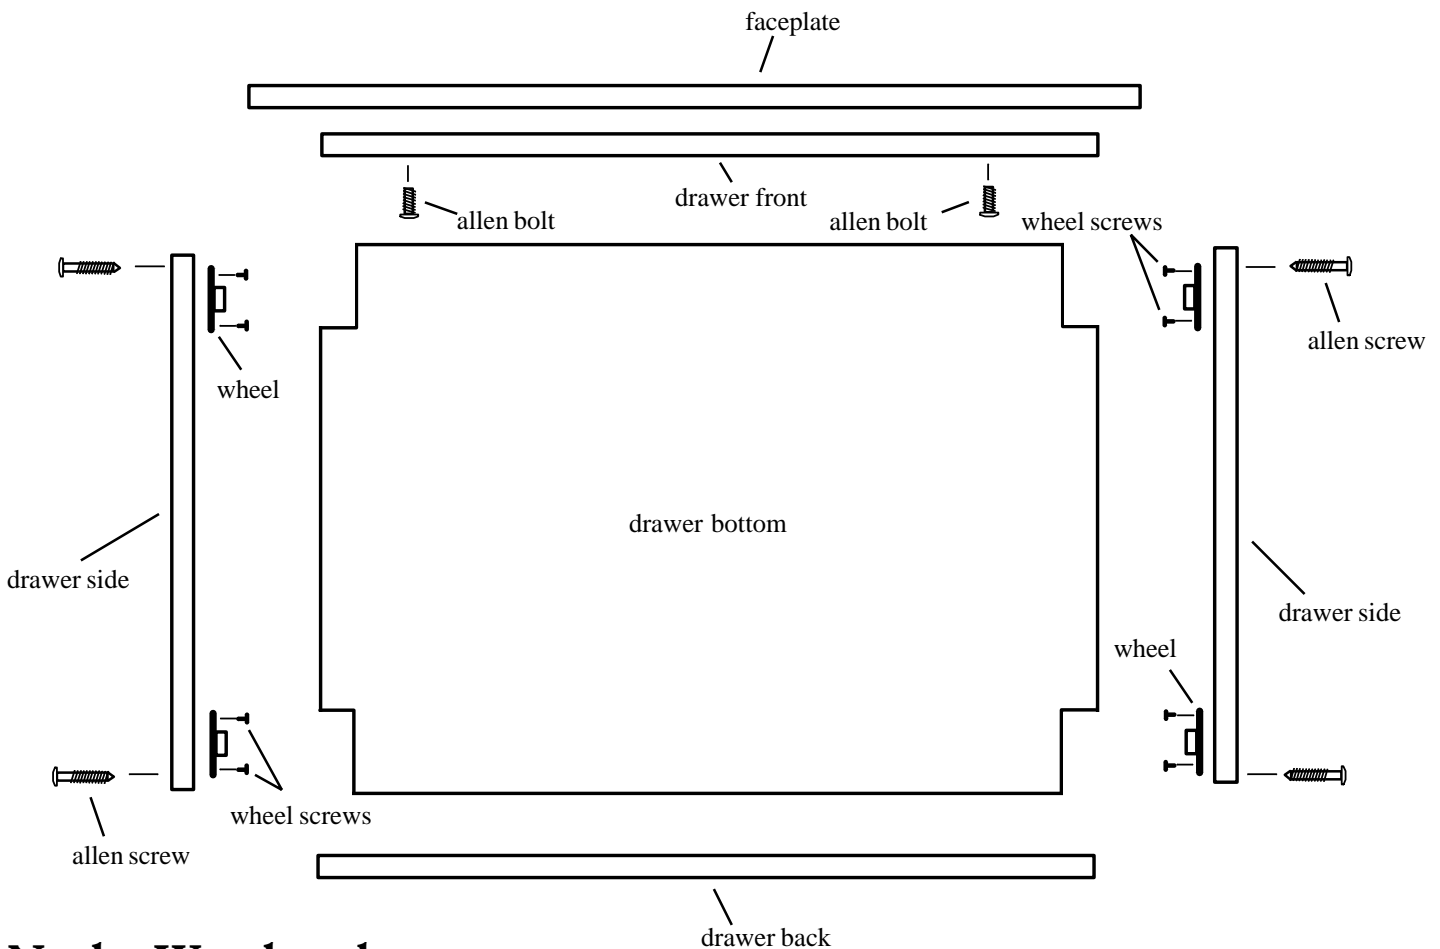 faceplate
drawer front
allen bolt
allen bolt
wheel screws
allen screw
wheel
drawer bottom
drawer side
drawer side
wheel
wheel screws
allen screw
drawer back